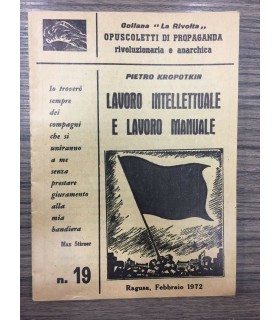 Collana "La Rivolta„
OPUSCOLETTI DI PROPAGANDA
rivoluzionaria e anarchica
PIETRO KROPOTKIN
LAVORO INTELLETTUALE
E LAVORO MANUALE
Io troverò
sempre
dei
compagni
che si
uniranno
a me
senza
prestare
giuramento
alla
mia
bandiera
Max Stirner
n. 19
Ragusa, Febbraio 1972